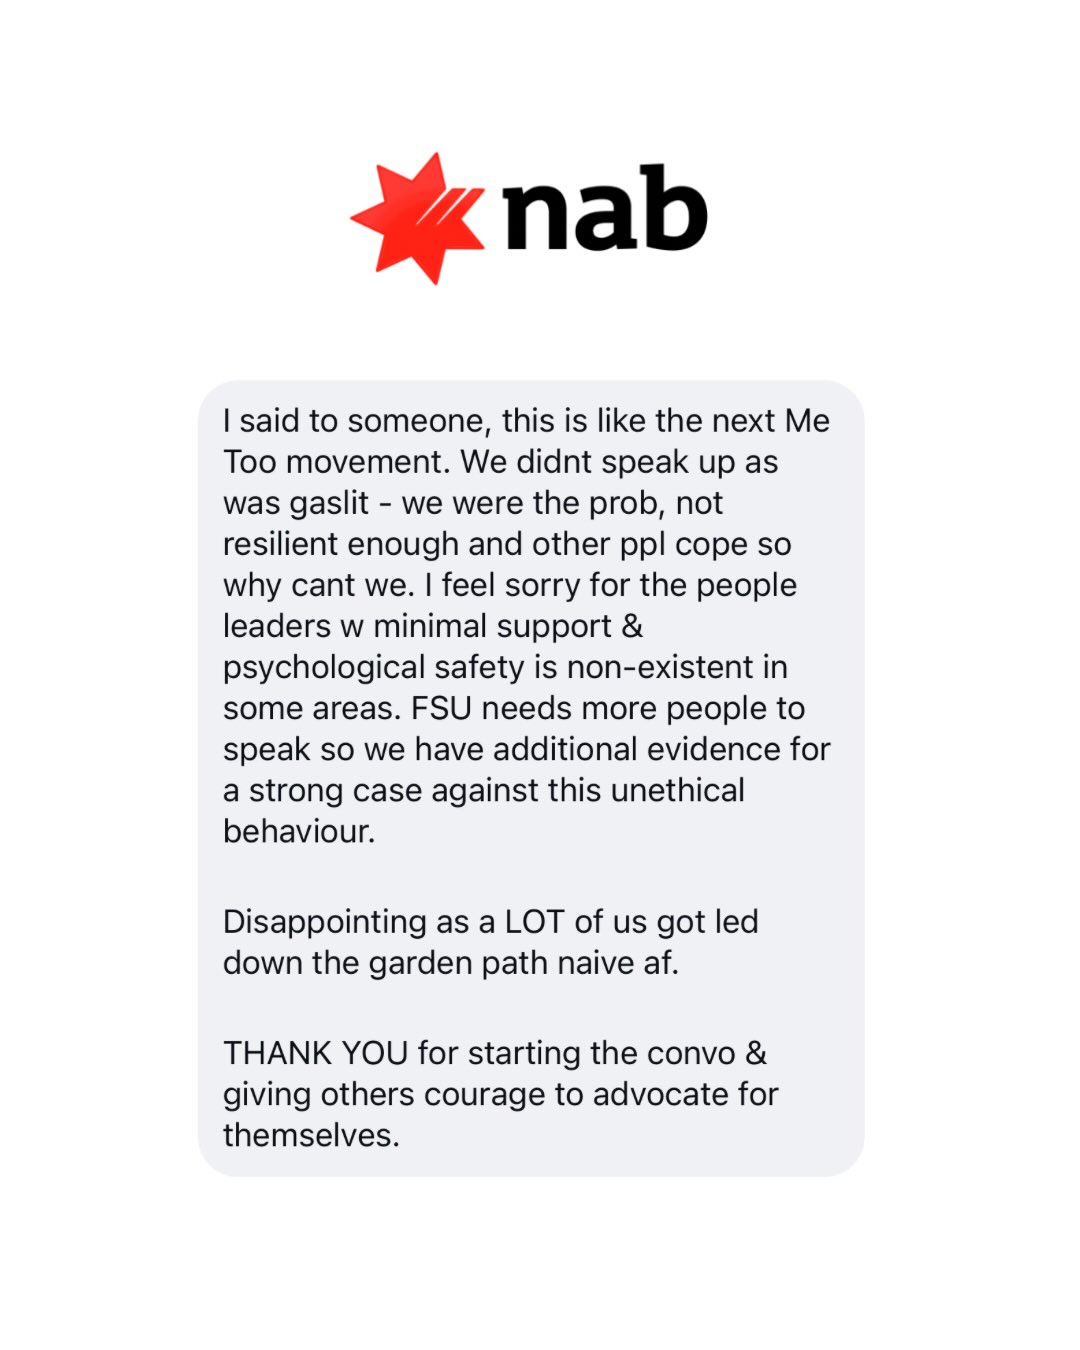 nab
I said to someone, this is like the next Me
Too movement. We didnt speak up as
was gaslit - we were the prob, not
resilient enough and other ppl cope so
why cant we. I feel sorry for the people
leaders w minimal support &
psychological safety is non-existent in
some areas. FSU needs more people to
speak so we have additional evidence for
a strong case against this unethical
behaviour.
Disappointing as a LOT of us got led
down the garden path naive af.
THANK YOU for starting the convo &
giving others courage to advocate for
themselves.